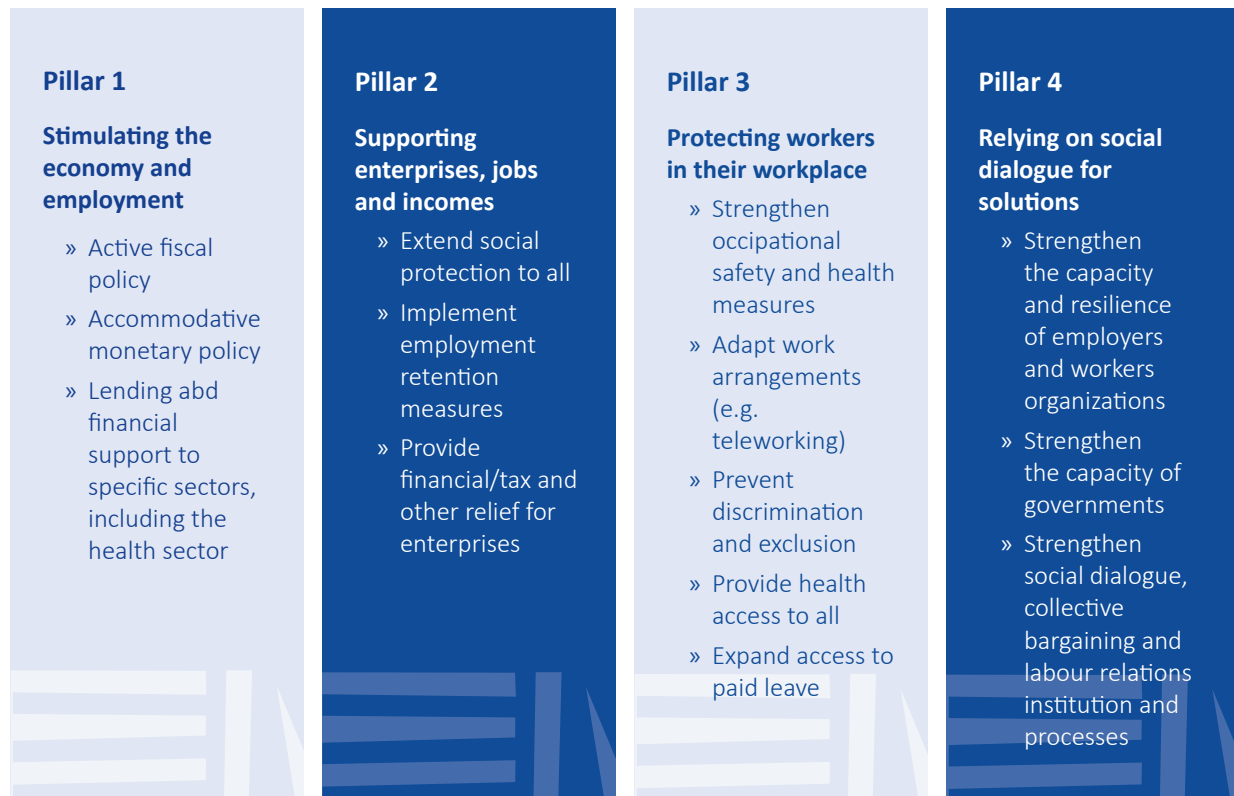 Pillar 1
Stimulating the
economy and
employment
» Active fiscal
policy
» Accommodative
monetary policy
» Lending abd
financial
support to
specific sectors,
including the
health sector
Pillar 2
Supporting
enterprises, jobs
and incomes
» Extend social
protection to all
» Implement
employment
retention
measures
» Provide
financial/tax and
other relief for
enterprises
Pillar 3
Protecting workers
in their workplace
» Strengthen
occipational
safety and health
measures
» Adapt work
arrangements
(e.g.
teleworking)
» Prevent
discrimination
and exclusion
» Provide health
access to all
» Expand access to
paid leave
Pillar 4
Relying on social
dialogue for
solutions
» Strengthen
the capacity
and resilience
of employers
and workers
organizations
» Strengthen
the capacity of
governments
» Strengthen
social dialogue,
collective
bargaining and
labour relations
institution and
processes